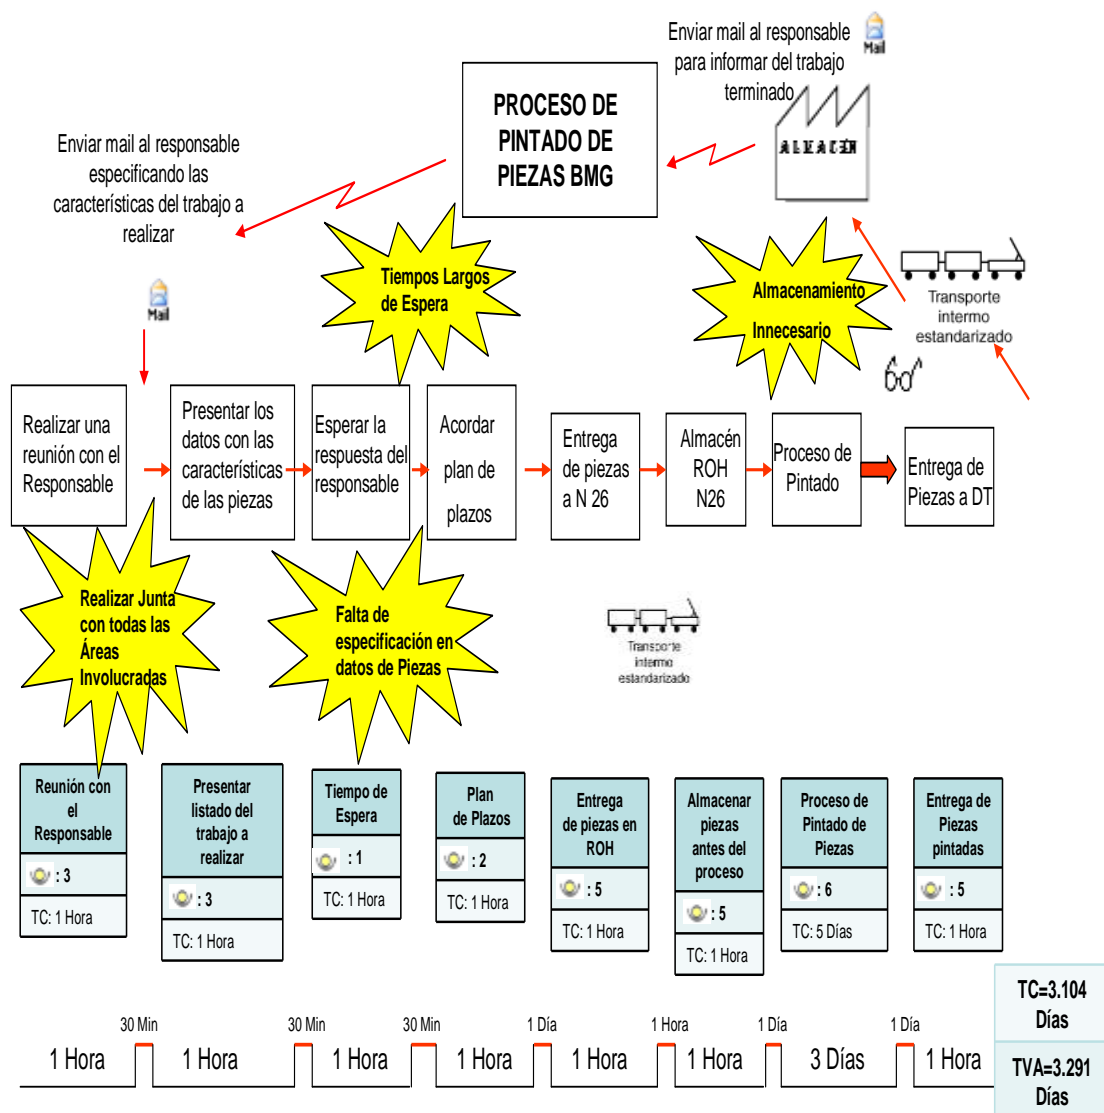 Enviar mail al responsable
para informar del trabajo
terminado
Mail
PROCESO DE
PINTADO DE
PIEZAS BMG
ALMACÉN
Enviar mail al responsable
especificando las
características del trabajo a
realizar
Mail
Tiempos Largos
de Espera
Almacenamiento
Innecesario
Transporte
interno
estandarizado
Realizar una
reunión con el
Responsable
Presentar los
datos con las
características
de las piezas
Esperar la
respuesta del
responsable
Acordar
plan de
plazos
Entrega
de piezas
a N 26
Almacén
ROH
N26
Proceso de
Pintado
Entrega de
Piezas a DT
Realizar Junta
con todas las
Áreas
Involucradas
Falta de
especificación en
datos de Piezas
Transporte
interno
estandarizado
Reunión con
el
Responsable
: 3
TC: 1 Hora
Presentar
listado del
trabajo a
realizar
: 3
TC: 1 Hora
Tiempo de
Espera
: 1
TC: 1 Hora
Plan
de Plazos
: 2
TC: 1 Hora
Entrega
de piezas en
ROH
: 5
TC: 1 Hora
Almacenar
piezas
antes del
proceso
: 5
TC: 1 Hora
Proceso de
Pintado de
Piezas
: 6
TC: 5 Días
Entrega de
Piezas
pintadas
: 5
TC: 1 Hora
30 Min 30 Min 30 Min 1 Día 1 Hora 1 Día 1 Día
1 Hora 1 Hora 1 Hora 1 Hora 1 Hora 1 Hora 3 Días 1 Hora
TC=3.104
Días
TVA=3.291
Días